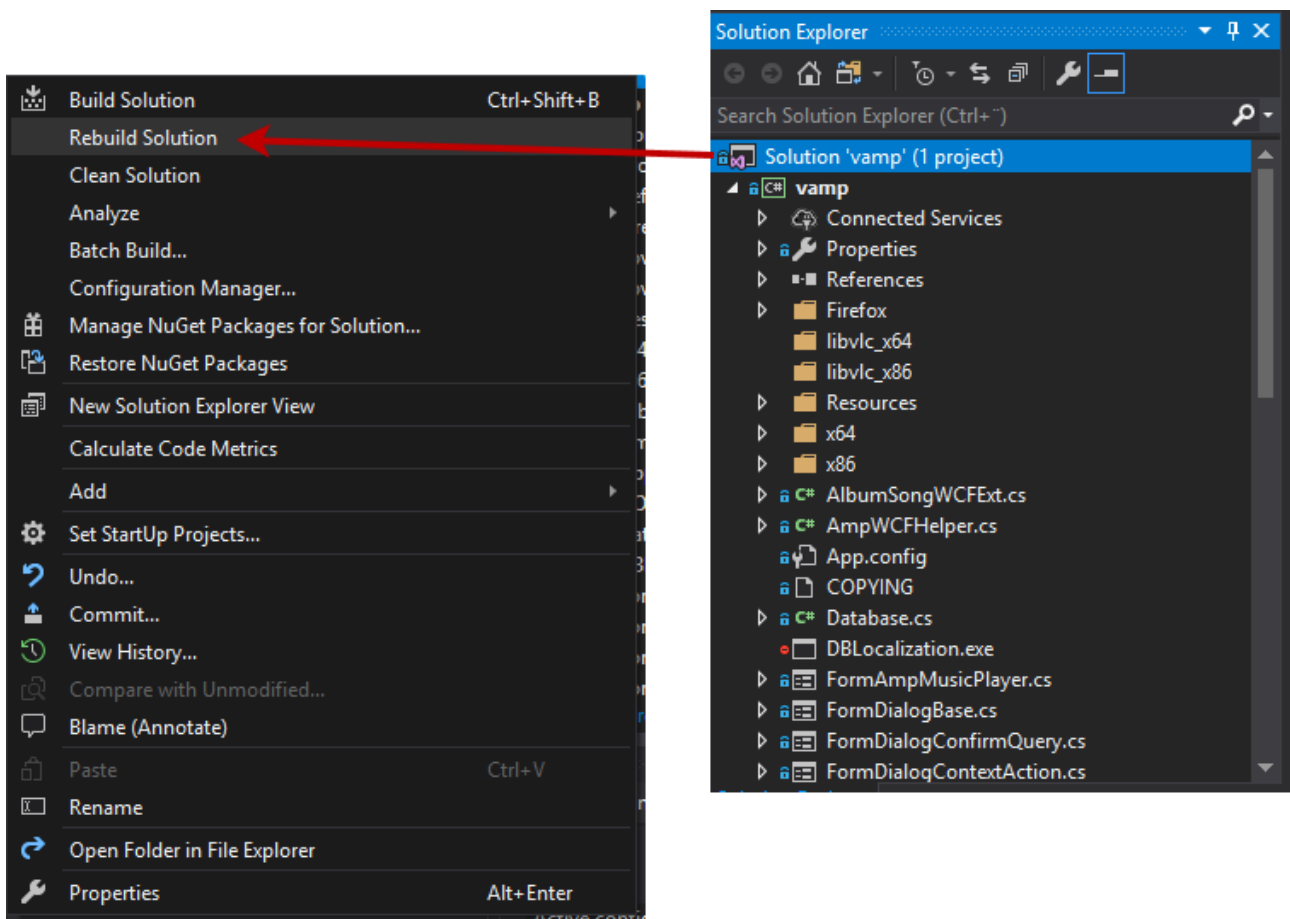 Build Solution Ctrl+Shift+B
Rebuild Solution
Clean Solution
Analyze
Batch Build...
Configuration Manager...
Manage NuGet Packages for Solution...
Restore NuGet Packages
New Solution Explorer View
Calculate Code Metrics
Add
Set StartUp Projects...
Undo...
Commit...
View History...
Compare with Unmodified...
Blame (Annotate)
Paste Ctrl+V
Rename
Open Folder in File Explorer
Properties Alt+Enter
Solution Explorer
Search Solution Explorer (Ctrl+¨)
Solution 'vamp' (1 project)
C# vamp
Connected Services
Properties
References
Firefox
libvlc_x64
libvlc_x86
Resources
x64
x86
C# AlbumSongWCFExt.cs
C# AmpWCFHelper.cs
App.config
COPYING
C# Database.cs
DBLocalization.exe
FormAmpMusicPlayer.cs
FormDialogBase.cs
FormDialogConfirmQuery.cs
FormDialogContextAction.cs